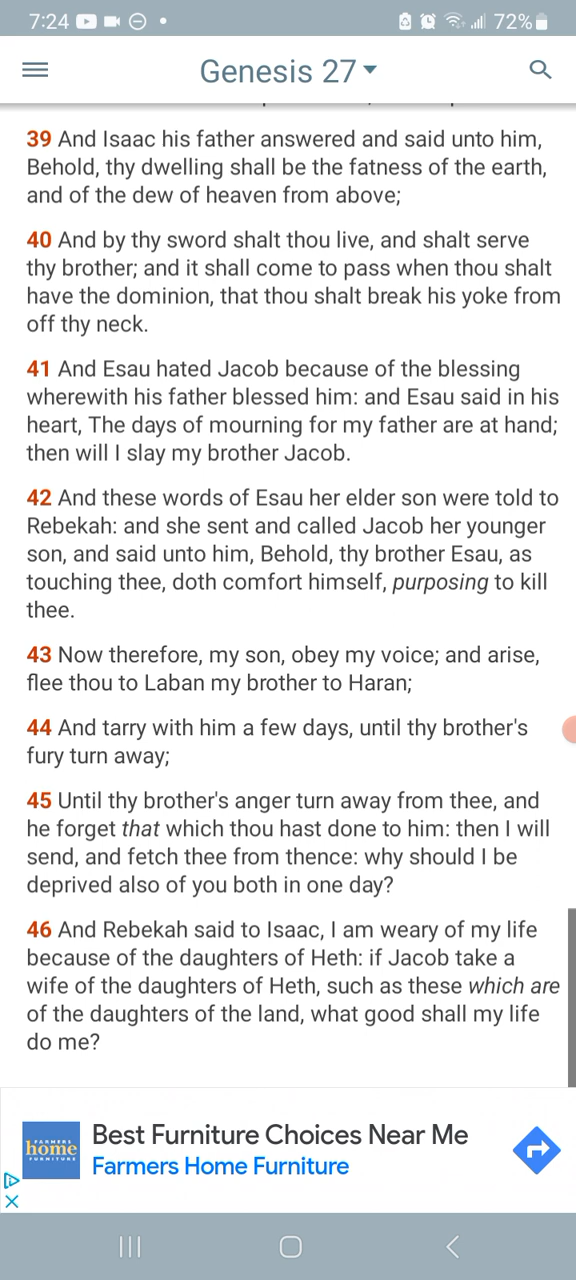 7:24 72%
Genesis 27
39 And Isaac his father answered and said unto him,
Behold, thy dwelling shall be the fatness of the earth,
and of the dew of heaven from above;
40 And by thy sword shalt thou live, and shalt serve
thy brother; and it shall come to pass when thou shalt
have the dominion, that thou shalt break his yoke from
off thy neck.
41 And Esau hated Jacob because of the blessing
wherewith his father blessed him: and Esau said in his
heart, The days of mourning for my father are at hand;
then will I slay my brother Jacob.
42 And these words of Esau her elder son were told to
Rebekah: and she sent and called Jacob her younger
son, and said unto him, Behold, thy brother Esau, as
touching thee, doth comfort himself, purposing to kill
thee.
43 Now therefore, my son, obey my voice; and arise,
flee thou to Laban my brother to Haran;
44 And tarry with him a few days, until thy brother's
fury turn away;
45 Until thy brother's anger turn away from thee, and
he forget that which thou hast done to him: then I will
send, and fetch thee from thence: why should I be
deprived also of you both in one day?
46 And Rebekah said to Isaac, I am weary of my life
because of the daughters of Heth: if Jacob take a
wife of the daughters of Heth, such as these which are
of the daughters of the land, what good shall my life
do me?
FARMERS
home
FURNITURE
Best Furniture Choices Near Me
Farmers Home Furniture